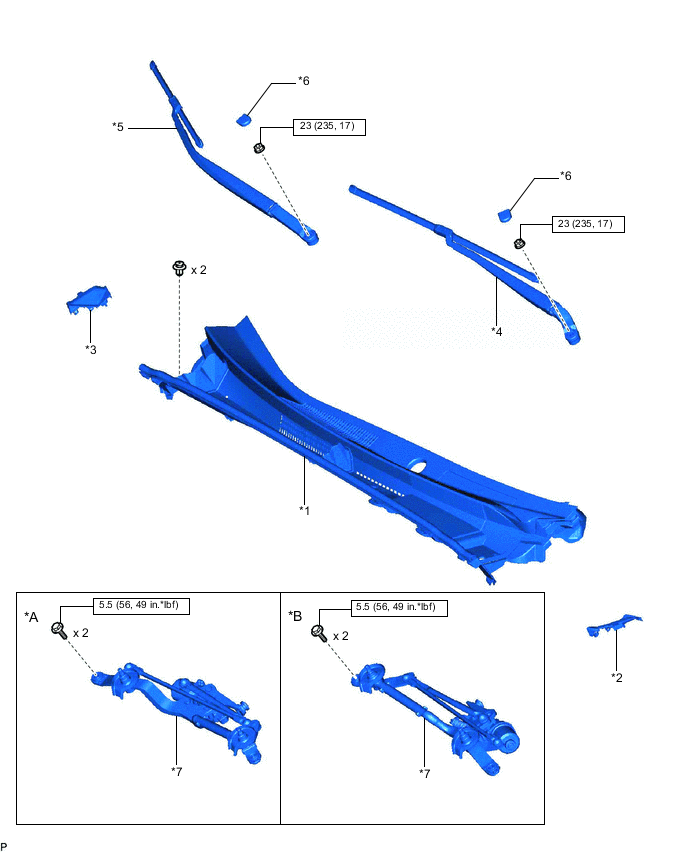 *6
*5
23 (235, 17)
*6
23 (235, 17)
x 2
*4
*3
*1
*A
5.5 (56, 49 in.*lbf)
x 2
*7
*B
5.5 (56, 49 in.*lbf)
x 2
*7
*2
P